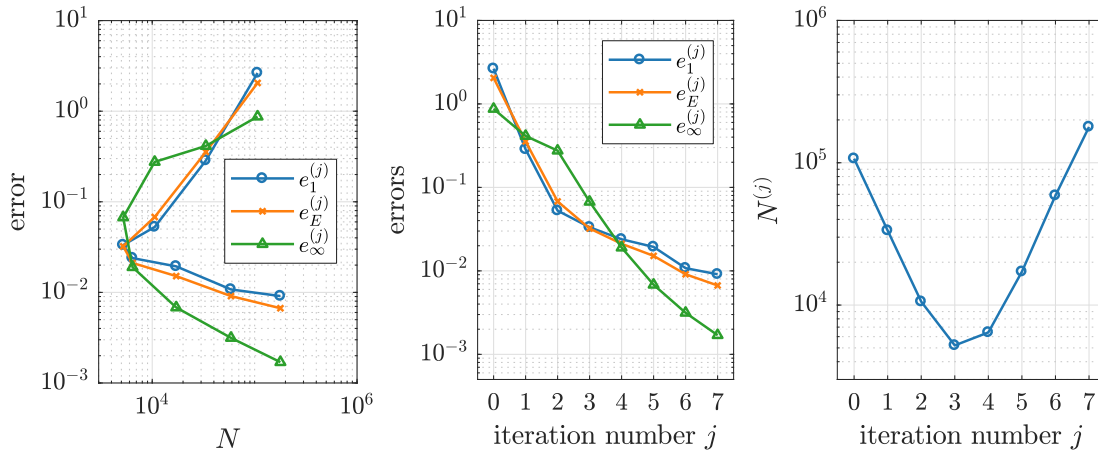 10^1
10^0
10^{-1}
10^{-2}
10^{-3}
error
10^4
10^6
N
e_1^{(j)}
e_E^{(j)}
e_∞^{(j)}
10^1
10^0
10^{-1}
10^{-2}
10^{-3}
errors
0 1 2 3 4 5 6 7
iteration number j
e_1^{(j)}
e_E^{(j)}
e_∞^{(j)}
10^6
10^5
10^4
N^{(j)}
0 1 2 3 4 5 6 7
iteration number j